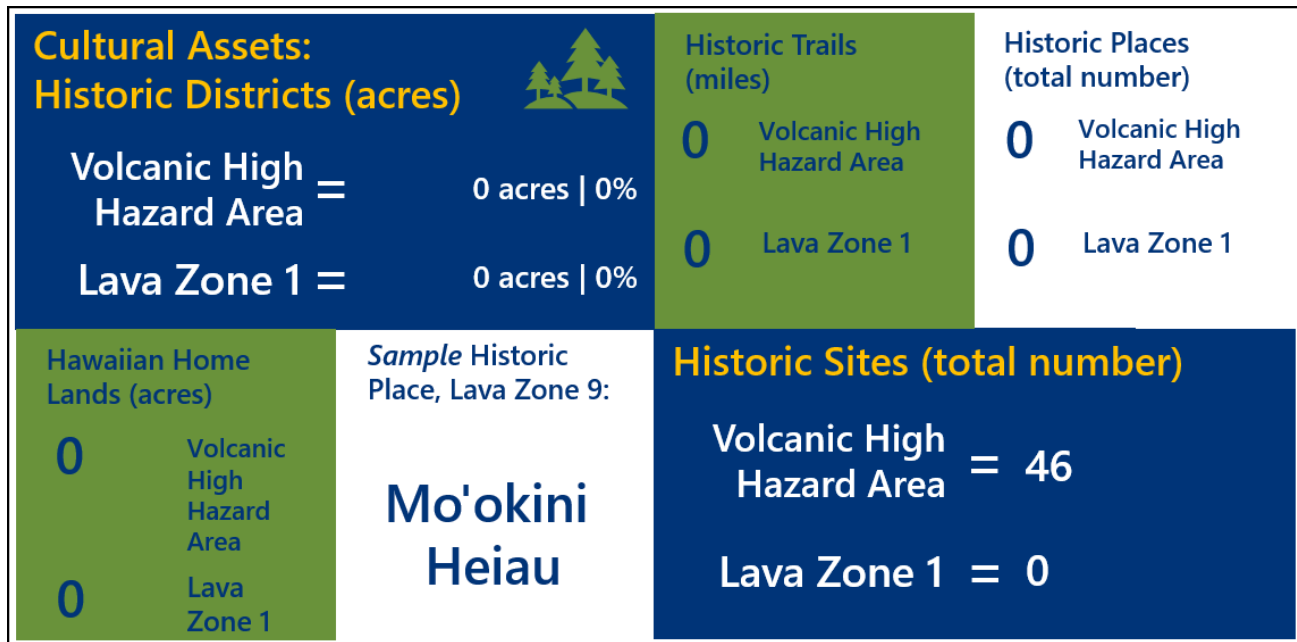 Cultural Assets:
Historic Districts (acres)
Volcanic High
Hazard Area
=
0 acres | 0%
Lava Zone 1 =
0 acres | 0%
Historic Trails
(miles)
0
Volcanic High
Hazard Area
0
Lava Zone 1
Historic Places
(total number)
0
Volcanic High
Hazard Area
0
Lava Zone 1
Hawaiian Home
Lands (acres)
0
Volcanic
High
Hazard
Area
0
Lava
Zone 1
Sample Historic
Place, Lava Zone 9:
Mo'okini
Heiau
Historic Sites (total number)
Volcanic High
Hazard Area
= 46
Lava Zone 1 = 0